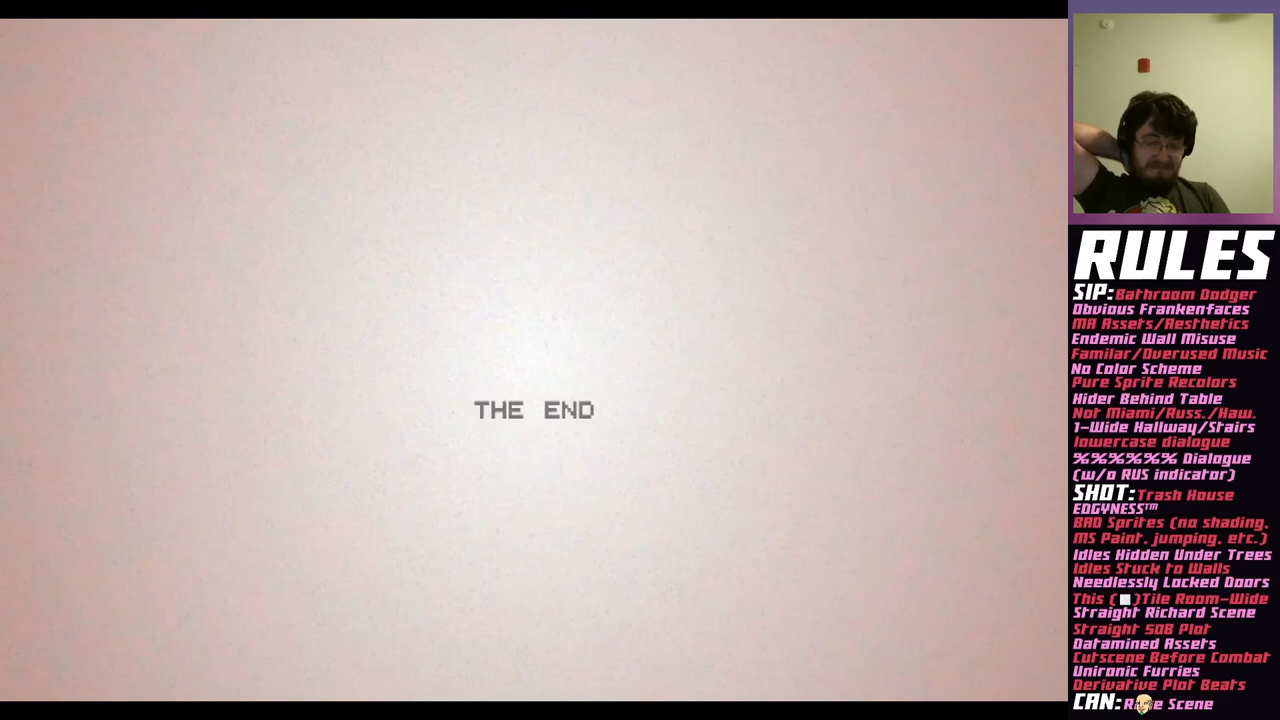 THE END
RULES
SIP: Bathroom Dodger
Obvious Frankenfaces
MA Assets/Aesthetics
Endemic Wall Misuse
Familar/Overused Music
No Color Scheme
Pure Sprite Recolors
Hider Behind Table
Not Miami/Russ./Haw.
1-Wide Hallway/Stairs
lowercase dialogue
%%%%%% Dialogue
(w/o RUS indicator)
SHOT: Trash House
EDGYNESS™
BAD Sprites (no shading,
MS Paint, jumping, etc.)
Idles Hidden Under Trees
Idles Stuck to Walls
Needlessly Locked Doors
This ( )Tile Room-Wide
Straight Richard Scene
Straight SOB Plot
Datamined Assets
Cutscene Before Combat
Unironic Furries
Derivative Plot Beats
CAN: Scene